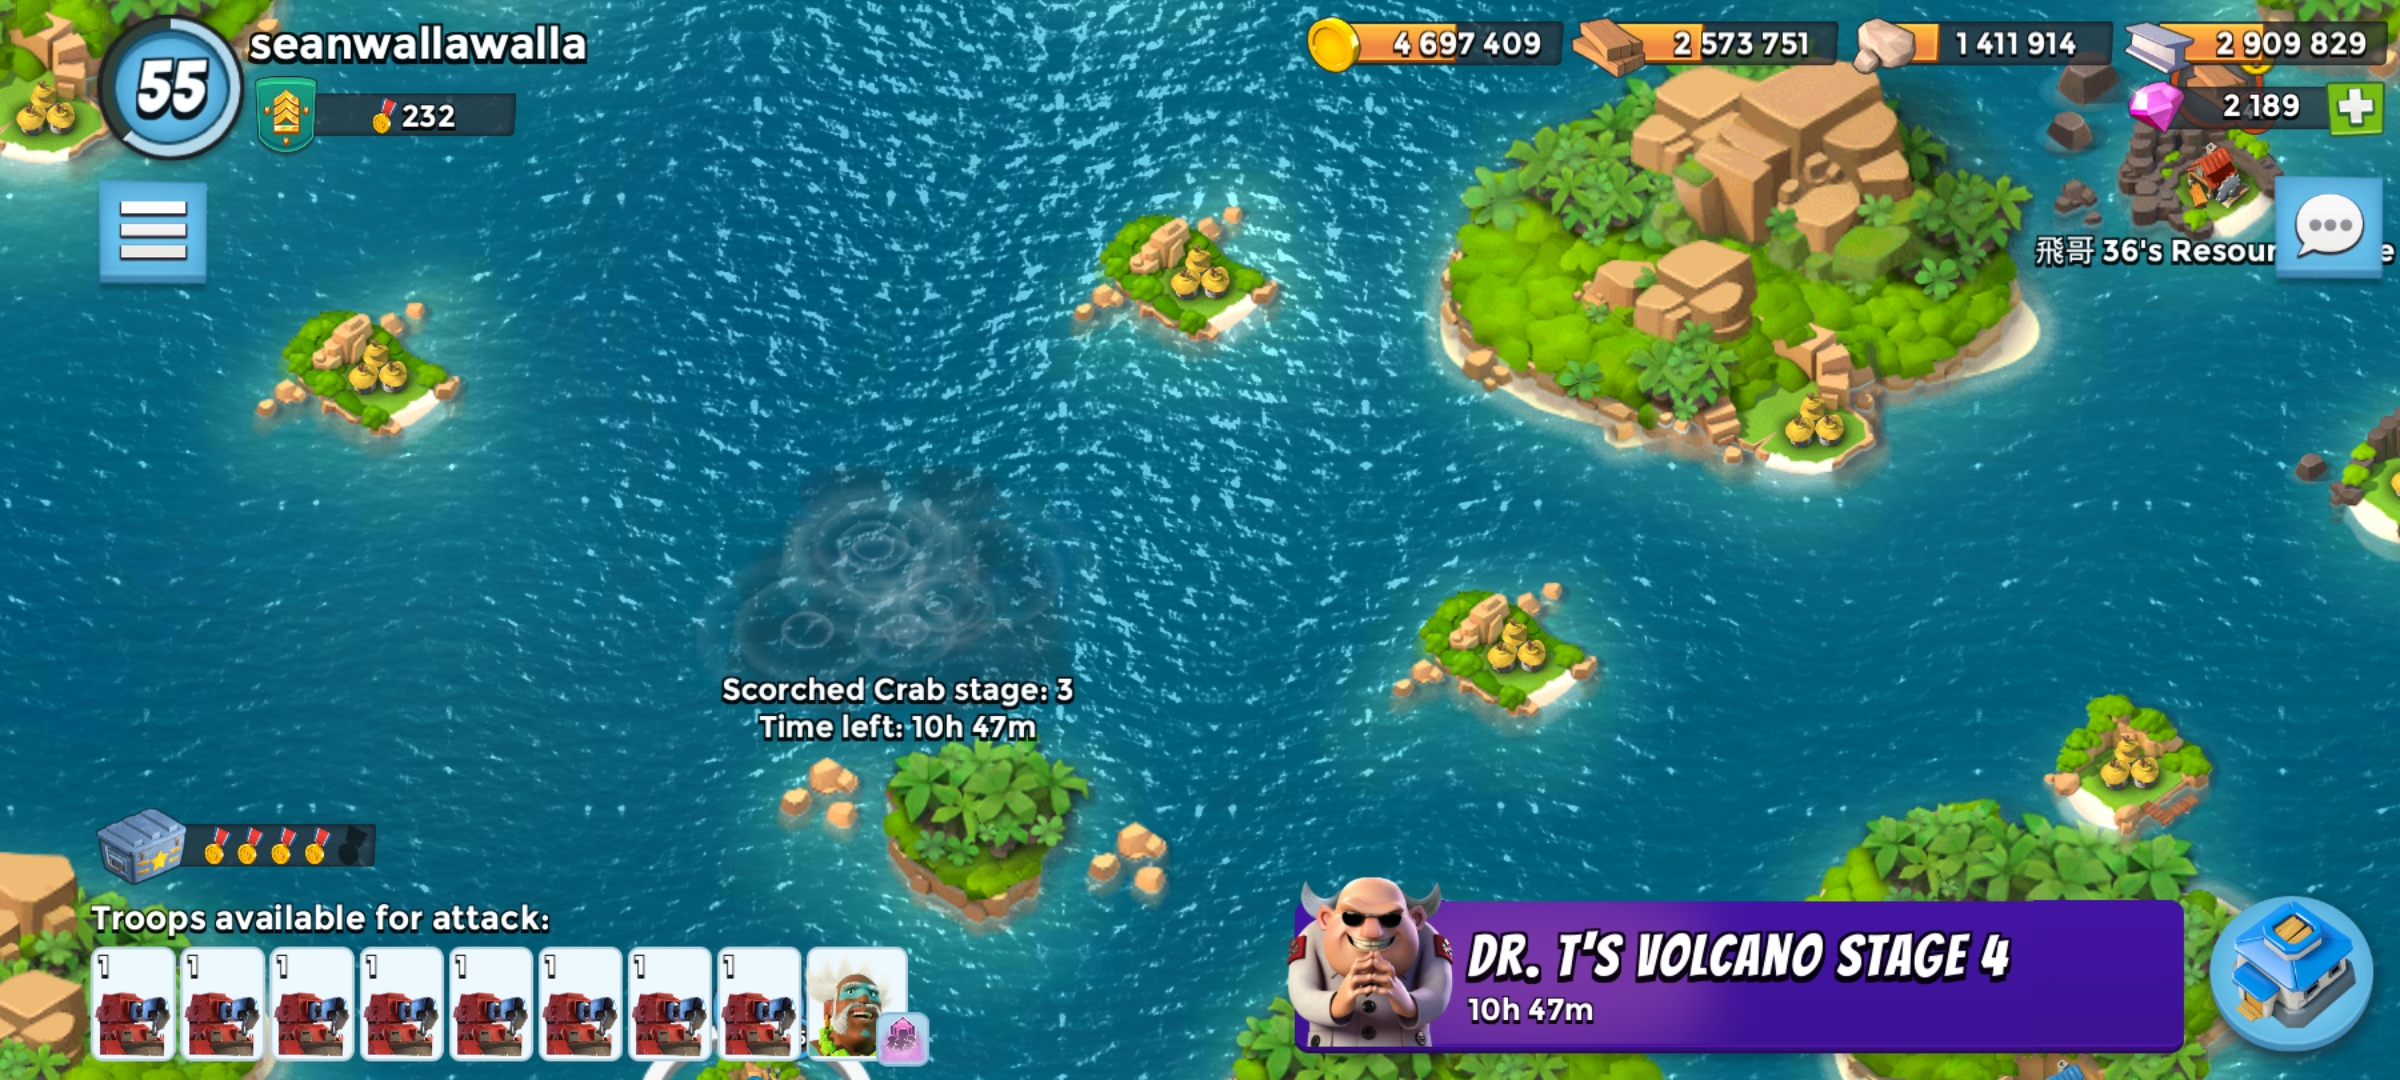 55
seanwallawalla
232
4 697 409
2 573 751
1 411 914
2 909 829
2 189
飛哥 36's Resour
Scorched Crab stage: 3
Time left: 10h 47m
Troops available for attack:
1 1 1 1 1 1 1 1
DR. T'S VOLCANO STAGE 4
10h 47m